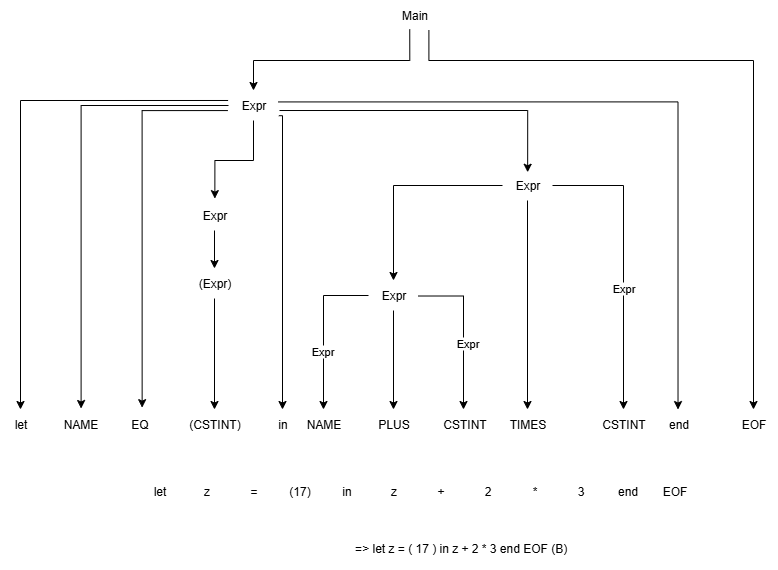 Main
Expr
Expr
Expr
(Expr)
Expr
Expr
Expr
Expr
let NAME EQ (CSTINT) in NAME PLUS CSTINT TIMES CSTINT end EOF
let z = (17) in z + 2 * 3 end EOF
=> let z = ( 17 ) in z + 2 * 3 end EOF (B)